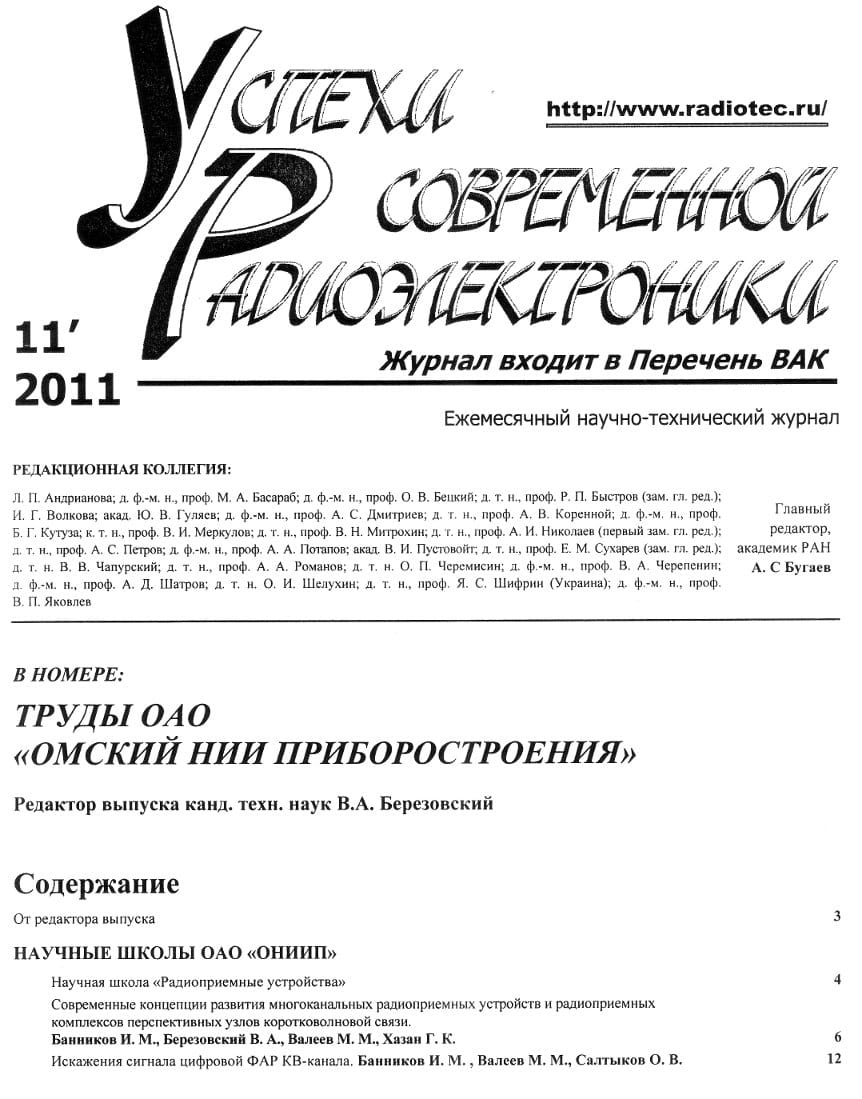 Успехи
http://www.radiotec.ru/
современной
Радиоэлектроники
11'
2011
Журнал входит в Перечень ВАК
Ежемесячный научно-технический журнал
РЕДАКЦИОННАЯ КОЛЛЕГИЯ:
Л. П. Андрианова; д. ф.-м. н., проф. М. А. Басараб; д. ф.-м. н., проф. О. В. Бецкий; д. т. н., проф. Р. П. Быстров (зам. гл. ред.);
И. Г. Волкова; акад. Ю. В. Гуляев; д. ф.-м. н., проф. А. С. Дмитриев; д. т. н., проф. А. В. Коренной; д. ф.-м. н., проф.
Б. Г. Кутуза; к. т. н., проф. В. И. Меркулов; д. т. н., проф. В. Н. Митрохин; д. т. н., проф. А. И. Николаев (первый зам. гл. ред.);
д. т. н., проф. А. С. Петров; д. ф.-м. н., проф. А. А. Потапов; акад. В. И. Пустовойт; д. т. н., проф. Е. М. Сухарев (зам. гл. ред.);
д. т. н. В. В. Чапурский; д. т. н., проф. А. А. Романов; д. т. н. О. П. Черемисин; д. ф.-м. н., проф. В. А. Черепенин;
д. ф.-м. н., проф. А. Д. Шатров; д. т. н. О. И. Шелухин; д. т. н., проф. Я. С. Шифрин (Украина); д. ф.-м. н., проф.
В. П. Яковлев
Главный
редактор,
академик РАН
А. С Бугаев
В НОМЕРЕ:
ТРУДЫ ОАО
«ОМСКИЙ НИИ ПРИБОРОСТРОЕНИЯ»
Редактор выпуска канд. техн. наук В.А. Березовский
Содержание
От редактора выпуска 3
НАУЧНЫЕ ШКОЛЫ ОАО «ОНИИП»
Научная школа «Радиоприемные устройства» 4
Современные концепции развития многоканальных радиоприемных устройств и радиоприемных
комплексов перспективных узлов коротковолновой связи.
Банников И. М., Березовский В. А., Валеев М. М., Хазан Г. К. 6
Искажения сигнала цифровой ФАР КВ-канала. Банников И. М. , Валеев М. М., Салтыков О. В. 12